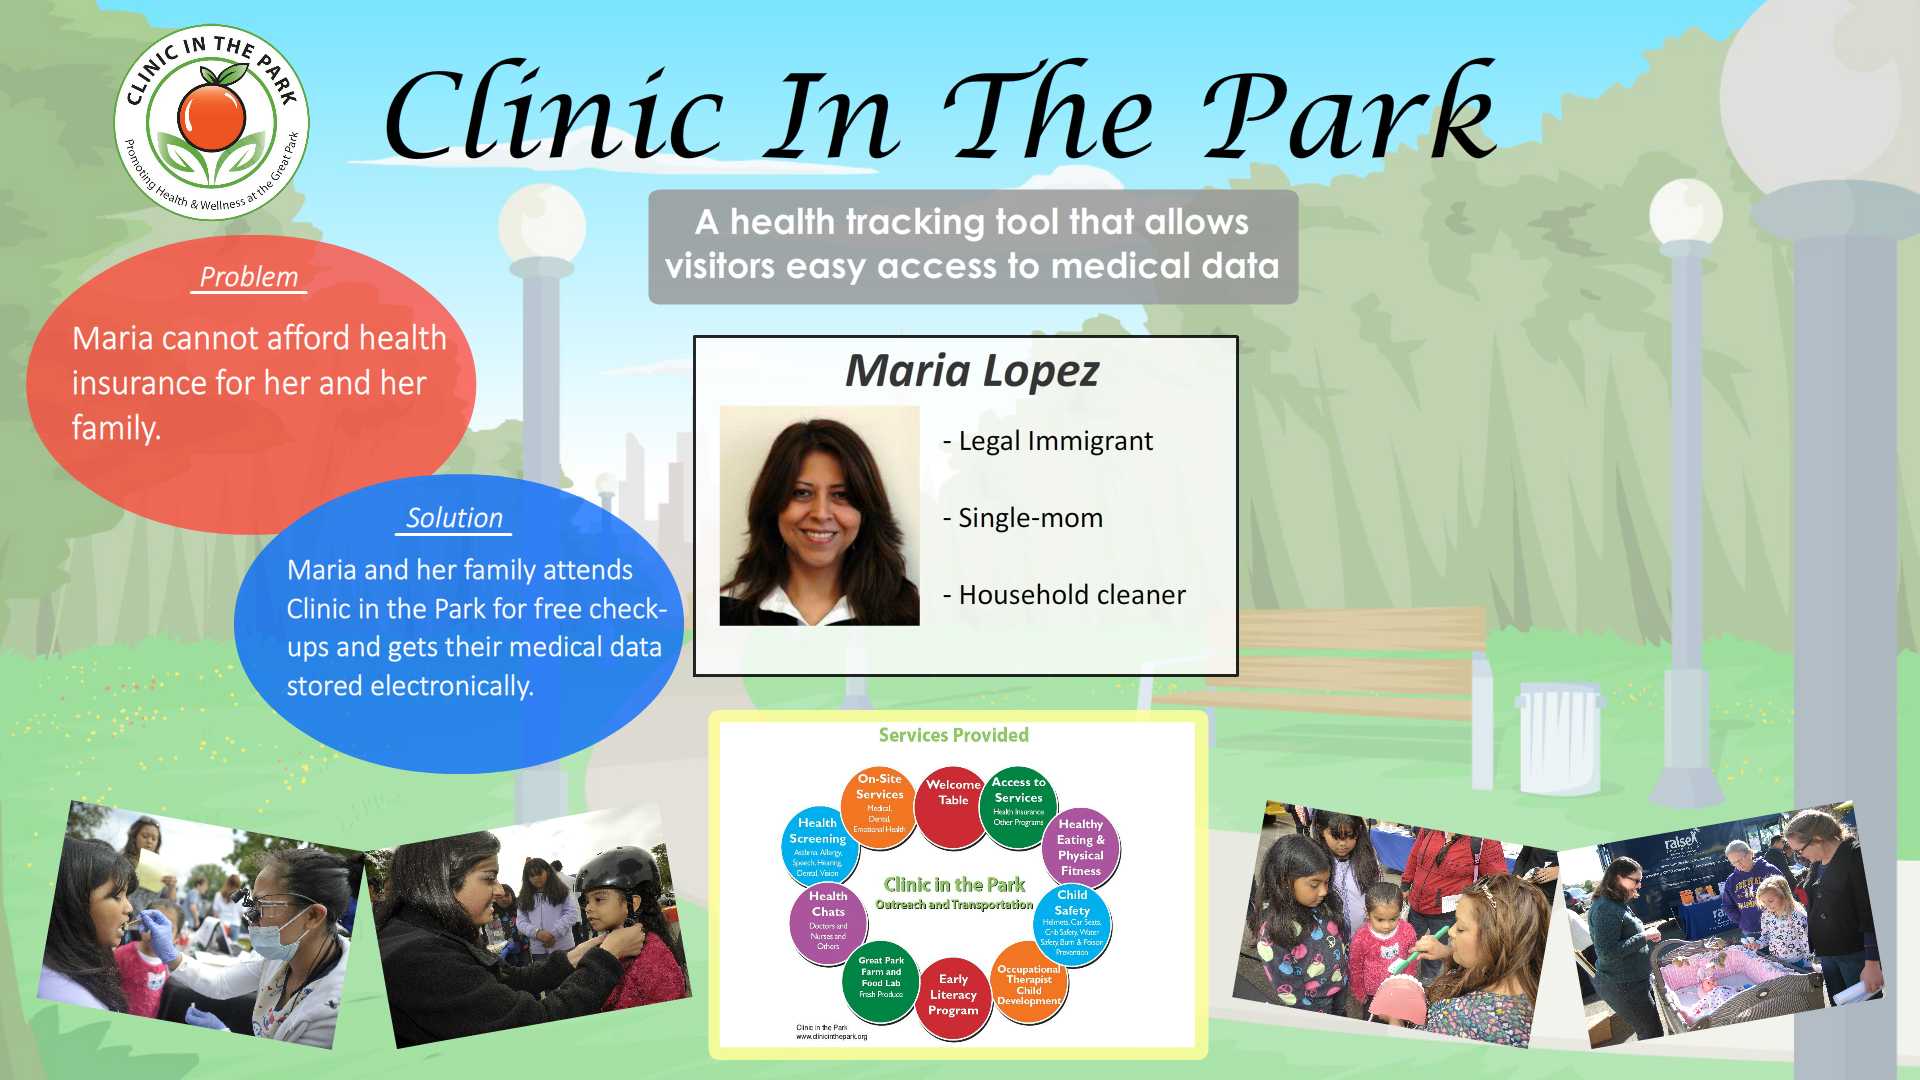 CLINIC IN THE PARK
Promoting Health & Wellness at the Great Park
Clinic In The Park
A health tracking tool that allows
visitors easy access to medical data
Problem
Maria cannot afford health
insurance for her and her
family.
Solution
Maria and her family attends
Clinic in the Park for free check-
ups and gets their medical data
stored electronically.
Maria Lopez
- Legal Immigrant
- Single-mom
- Household cleaner
Services Provided
On-Site
Services
Medical,
Dental,
Emotional Health
Welcome
Table
Access to
Services
Health Insurance
Other Programs
Healthy
Eating &
Physical
Fitness
Child
Safety
Helmets, Car Seats,
Crib Safety, Water
Safety, Burn & Poison
Prevention
Occupational
Therapist
Child
Development
Early
Literacy
Program
Great Park
Farm and
Food Lab
Fresh Produce
Health
Chats
Doctors and
Nurses and
Others
Health
Screening
Asthma, Allergy,
Speech, Hearing,
Dental, Vision
Clinic in the Park
Outreach and Transportation
Clinic in the Park
www.clinicinthepark.org
raise